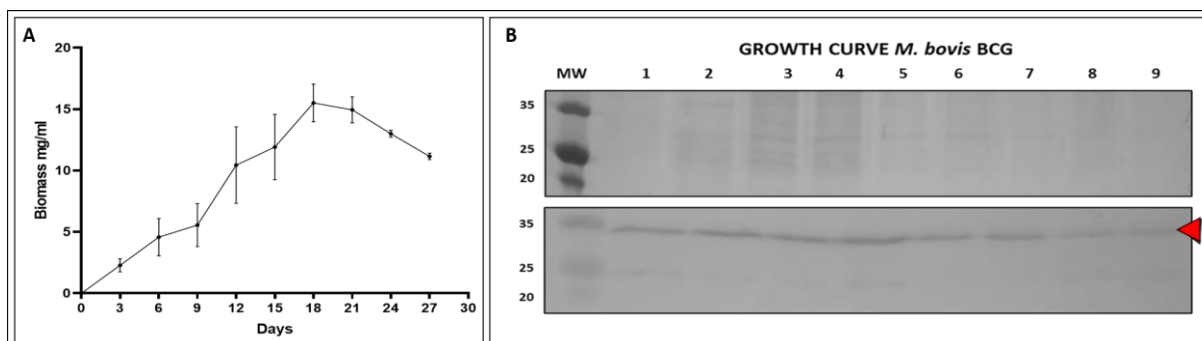 A
20
15
10
5
0
Biomass mg/ml
0 3 6 9 12 15 18 21 24 27 30
Days
B
GROWTH CURVE M. bovis BCG
MW 1 2 3 4 5 6 7 8 9
35
25
20
35
25
20